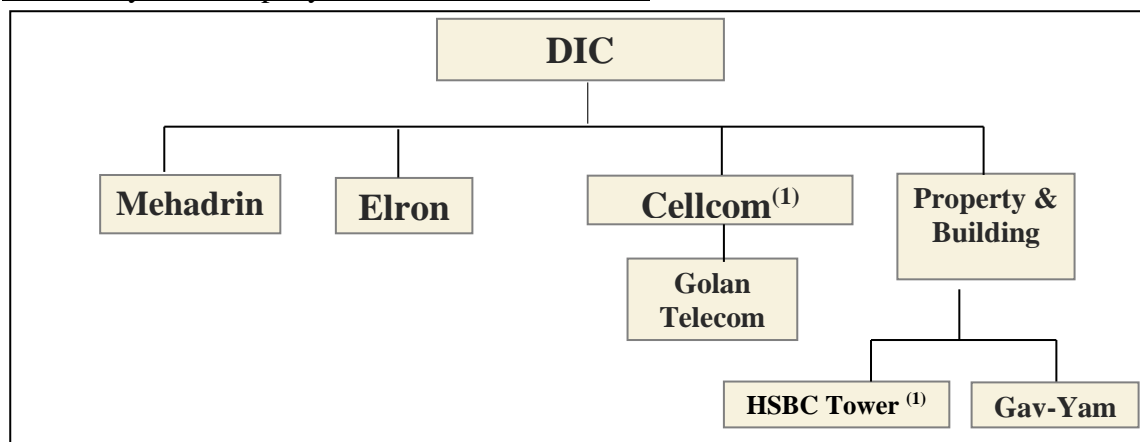 DIC
Mehadrin
Elron
Cellcom(1)
Property &
Building
Golan
Telecom
HSBC Tower (1)
Gav-Yam